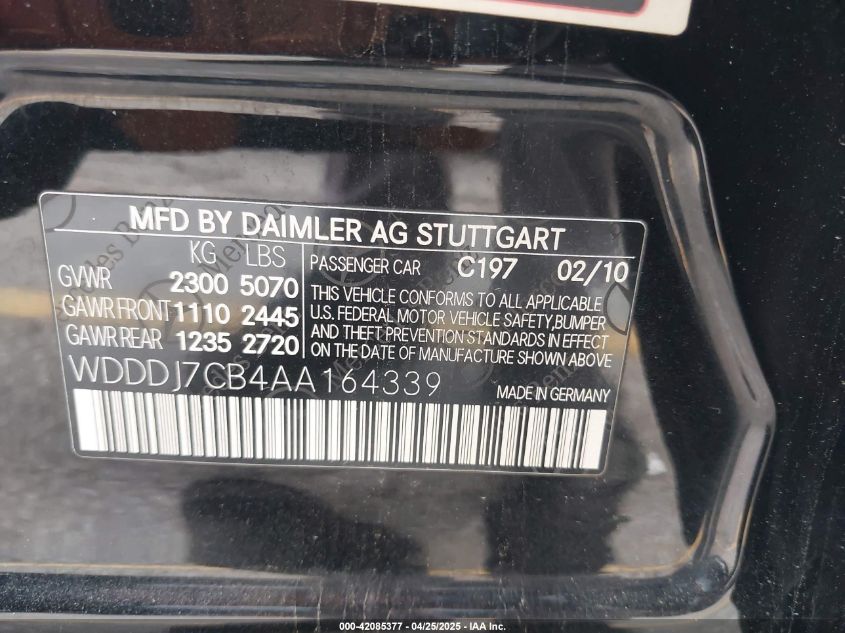 MFD BY DAIMLER AG STUTTGART
KG LBS
GVWR 2300 5070
GAWR FRONT 1110 2445
GAWR REAR 1235 2720
PASSENGER CAR C197 02/10
THIS VEHICLE CONFORMS TO ALL APPLICABLE
U.S. FEDERAL MOTOR VEHICLE SAFETY,BUMPER
AND THEFT PREVENTION STANDARDS IN EFFECT
ON THE DATE OF MANUFACTURE SHOWN ABOVE
WDDDJ7CB4AA164339
MADE IN GERMANY
000-42085377 - 04/25/2025 - IAA Inc.